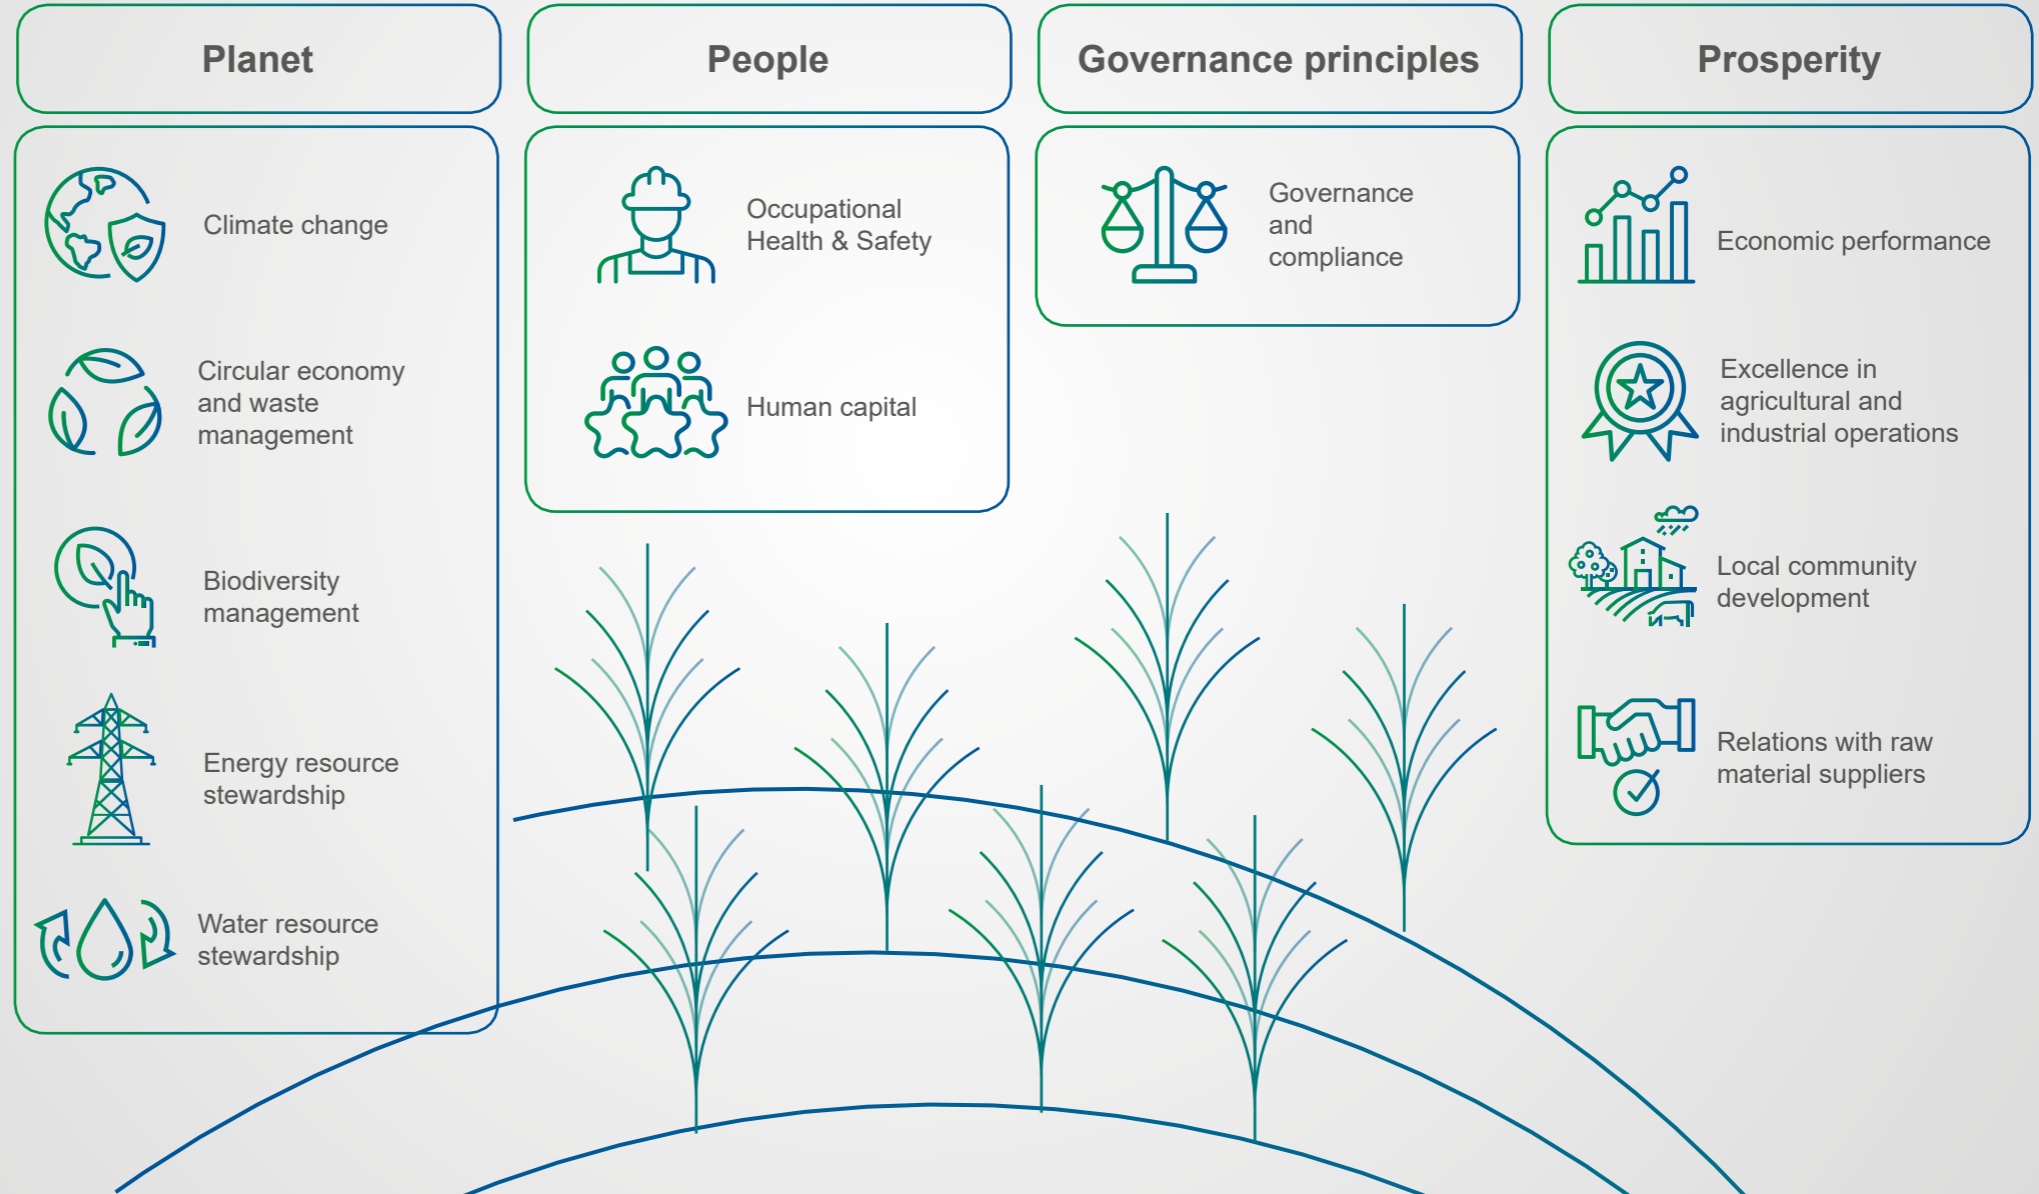 Planet
Climate change
Circular economy
and waste
management
Biodiversity
management
Energy resource
stewardship
Water resource
stewardship
People
Occupational
Health & Safety
Human capital
Governance principles
Governance
and
compliance
Prosperity
Economic performance
Excellence in
agricultural and
industrial operations
Local community
development
Relations with raw
material suppliers